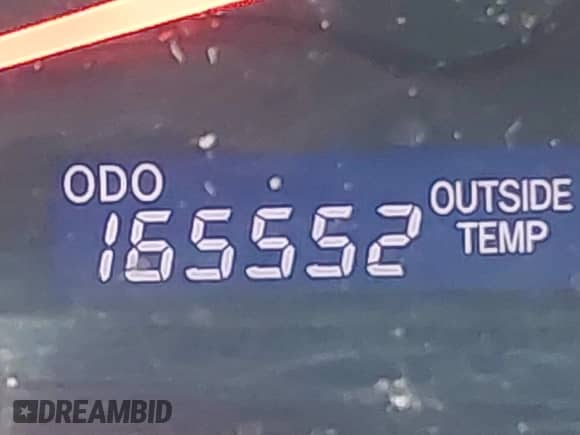 ODO
165552
OUTSIDE
TEMP
DREAMBID